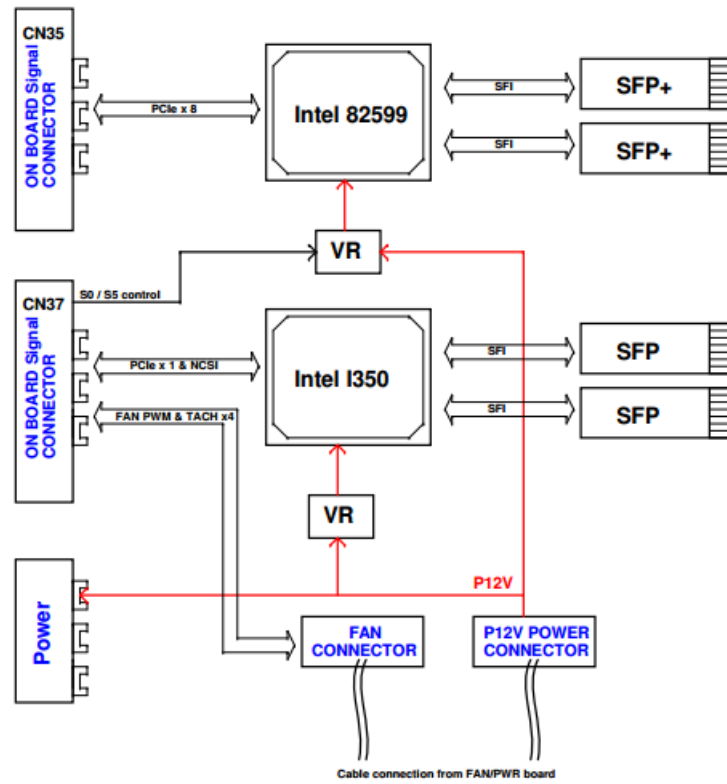 CN35
ON BOARD Signal
CONNECTOR
PCIe x 8
Intel 82599
SFI
SFP+
SFI
SFP+
VR
S0 / S5 control
CN37
ON BOARD Signal
CONNECTOR
PCIe x 1 & NCSI
FAN PWM & TACH x4
Intel I350
SFI
SFP
SFI
SFP
VR
P12V
Power
FAN
CONNECTOR
P12V POWER
CONNECTOR
Cable connection from FAN/PWR board